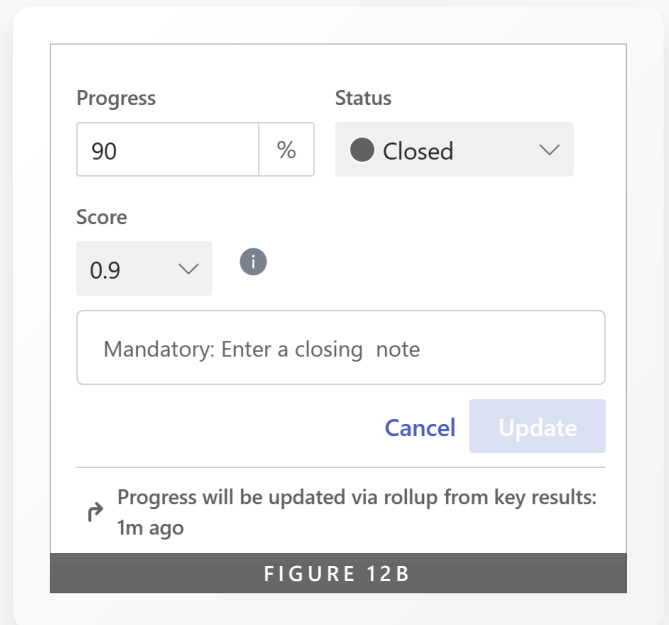 Progress
Status
90
%
Closed
Score
0.9
i
Mandatory: Enter a closing  note
Cancel
Update
Progress will be updated via rollup from key results:
1m ago
FIGURE 12B